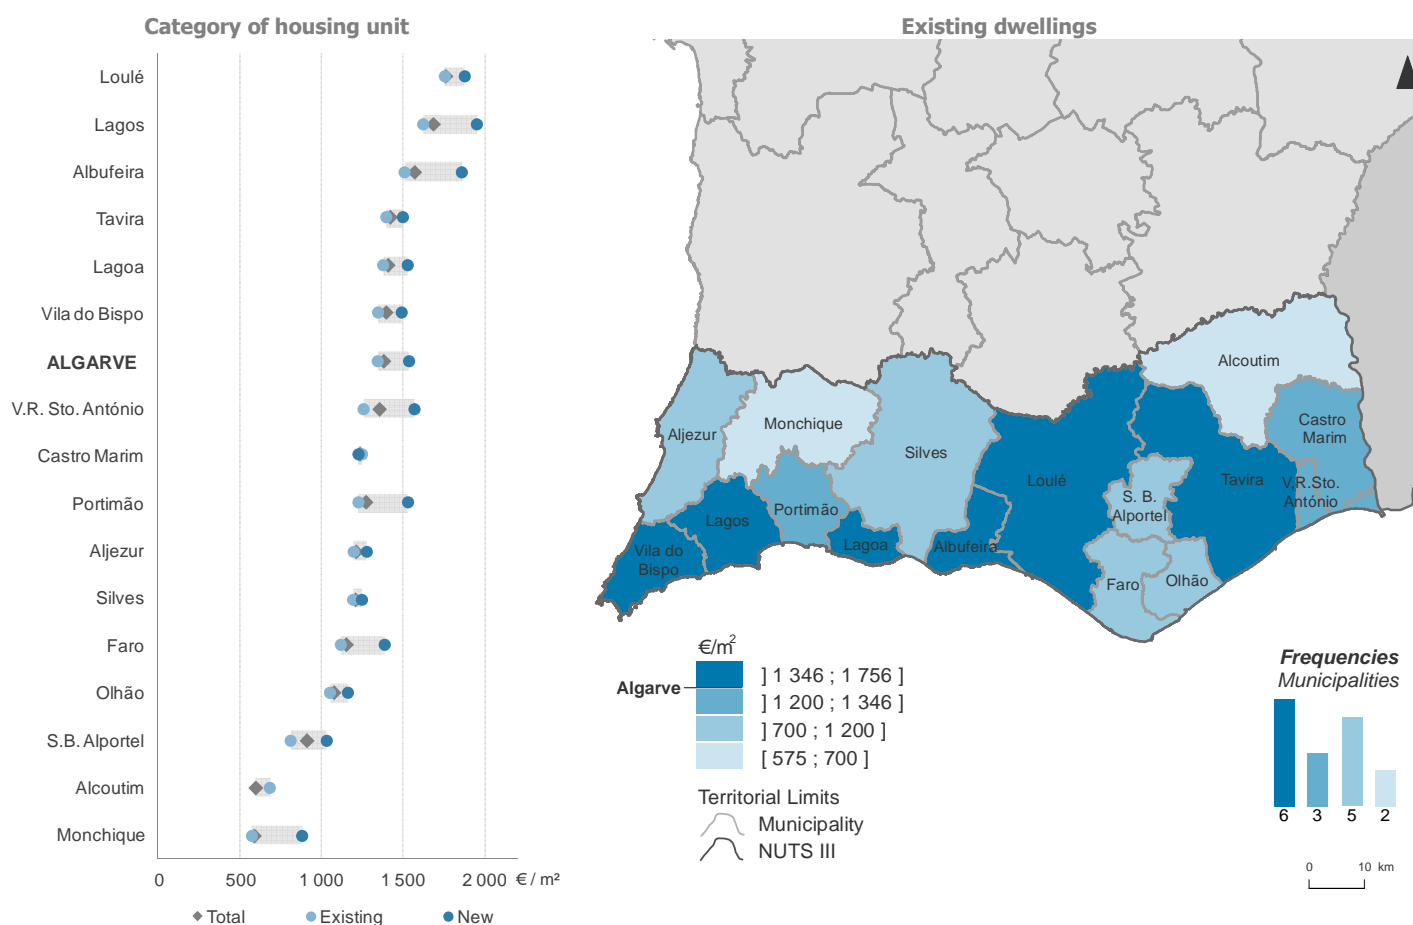 Category of housing unit
Loulé
Lagos
Albufeira
Tavira
Lagoa
Vila do Bispo
ALGARVE
V.R. Sto. António
Castro Marim
Portimão
Aljezur
Silves
Faro
Olhão
S.B. Alportel
Alcoutim
Monchique
0 500 1 000 1 500 2 000 € / m²
Total Existing New
Existing dwellings
Alcoutim
Castro
Marim
Monchique
Aljezur
Silves
Loulé
Tavira
V.R.Sto.
António
S. B.
Alportel
Portimão
Lagos
Lagoa
Albufeira
Vila do
Bispo
Faro
Olhão
€/m²
Algarve
] 1 346 ; 1 756 ]
] 1 200 ; 1 346 ]
] 700 ; 1 200 ]
[ 575 ; 700 ]
Territorial Limits
Municipality
NUTS III
Frequencies
Municipalities
6 3 5 2
0 10 km